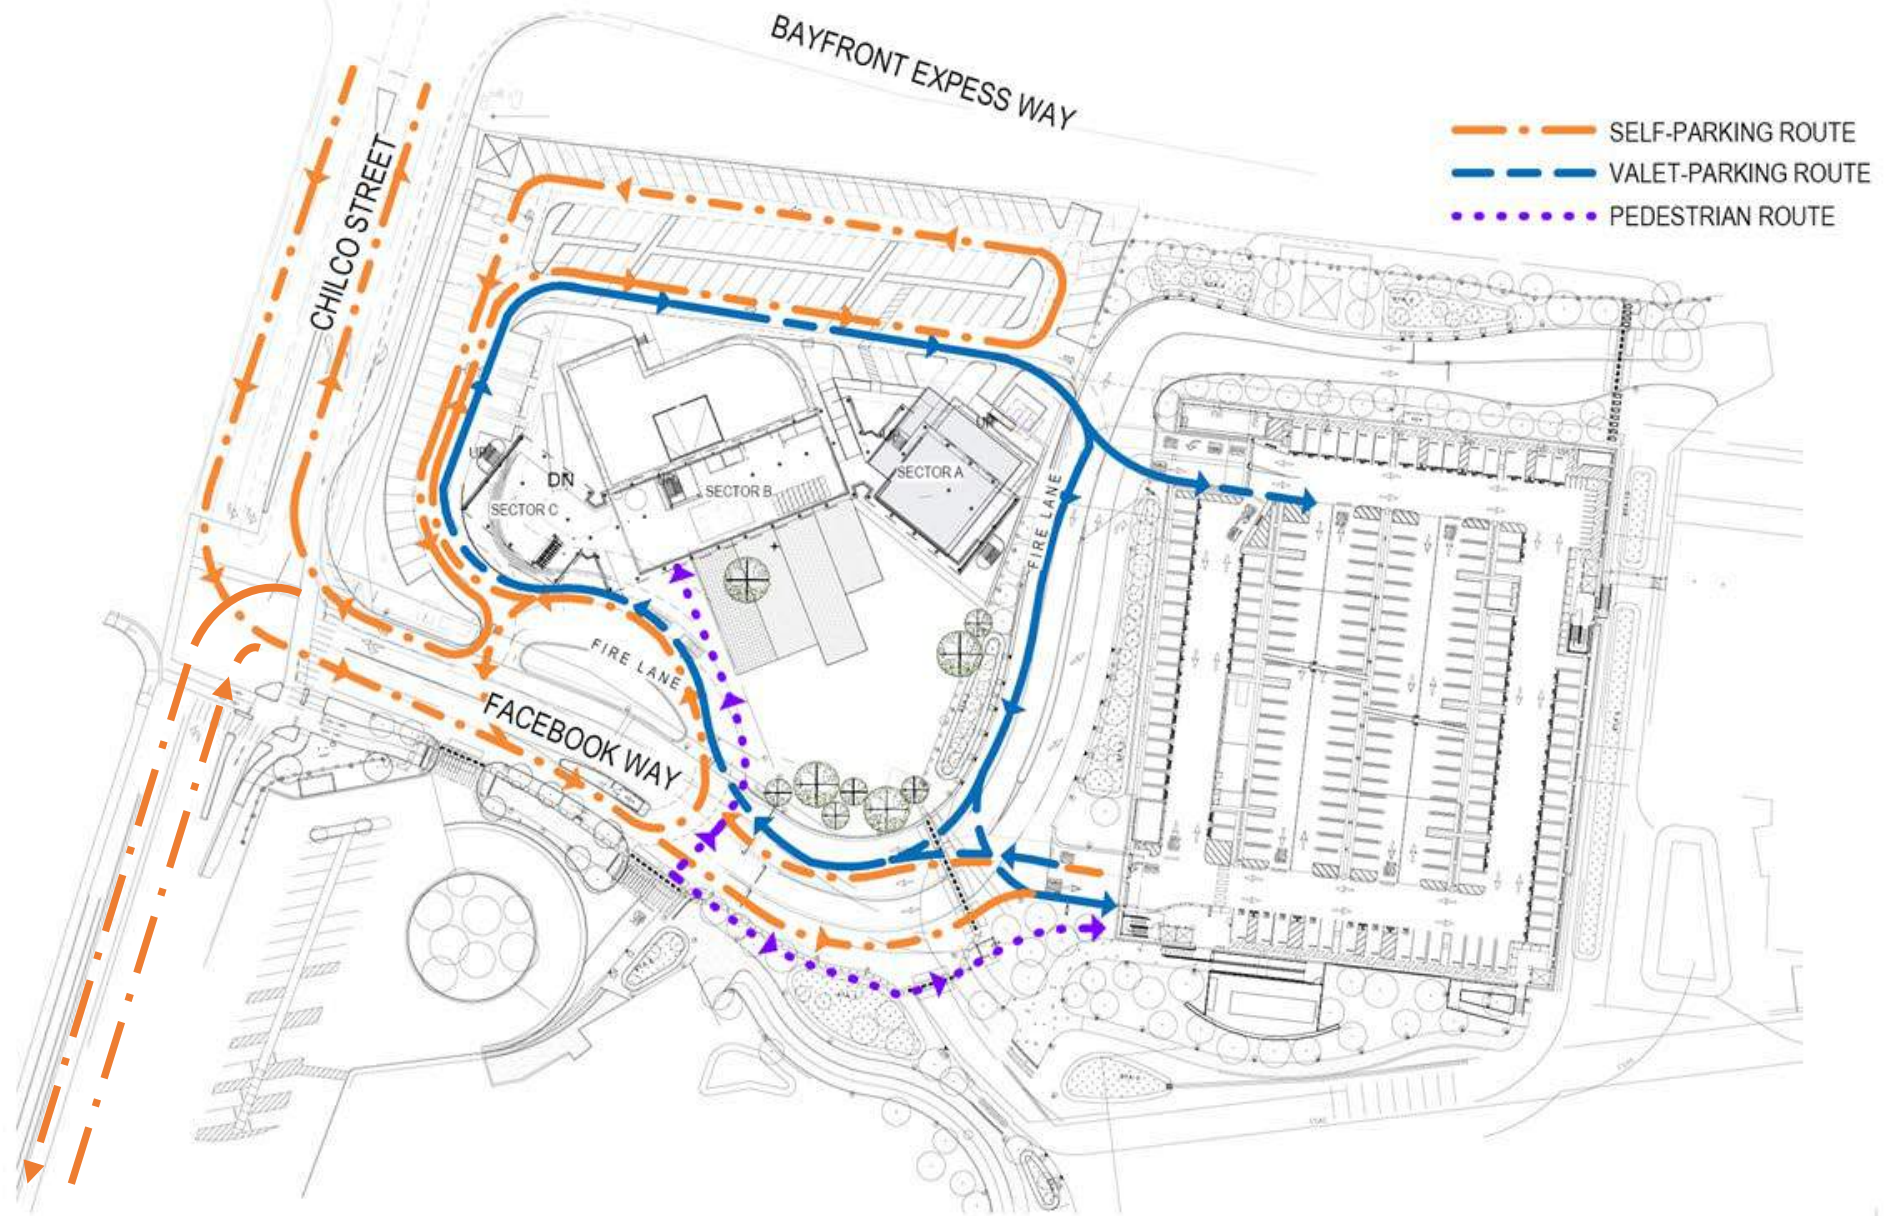 BAYFRONT EXPESS WAY
SELF-PARKING ROUTE
VALET-PARKING ROUTE
PEDESTRIAN ROUTE
CHILCO STREET
UP
DN
SECTOR C
SECTOR B
SECTOR A
FIRE LANE
FIRE LANE
FACEBOOK WAY